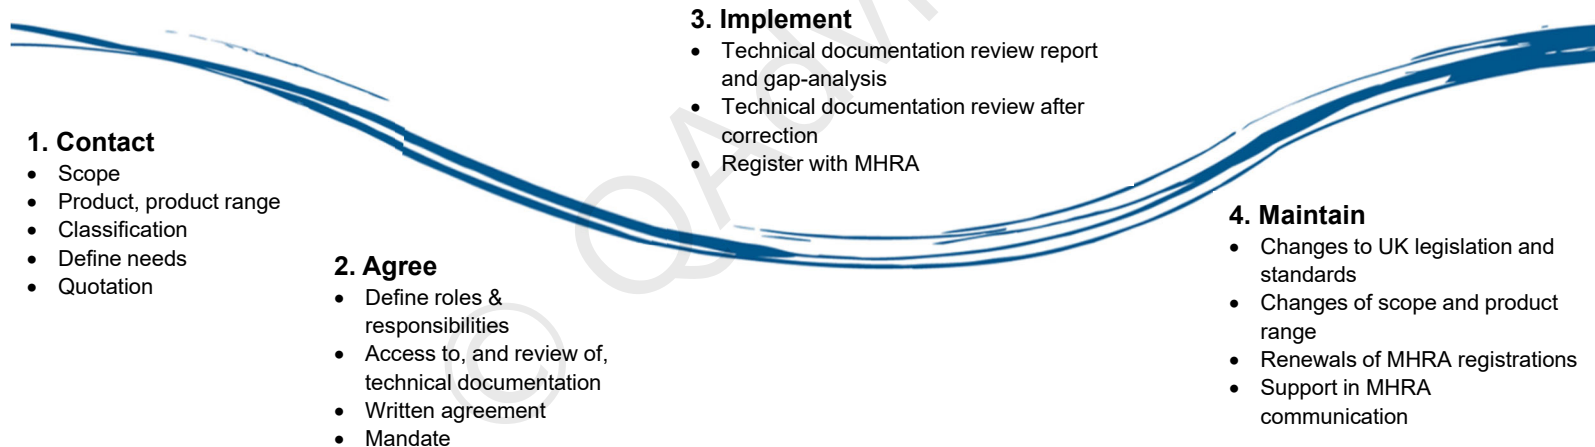 1. Contact
• Scope
• Product, product range
• Classification
• Define needs
• Quotation
2. Agree
• Define roles &
responsibilities
• Access to, and review of,
technical documentation
• Written agreement
• Mandate
3. Implement
• Technical documentation review report
and gap-analysis
• Technical documentation review after
correction
• Register with MHRA
4. Maintain
• Changes to UK legislation and
standards
• Changes of scope and product
range
• Renewals of MHRA registrations
• Support in MHRA
communication